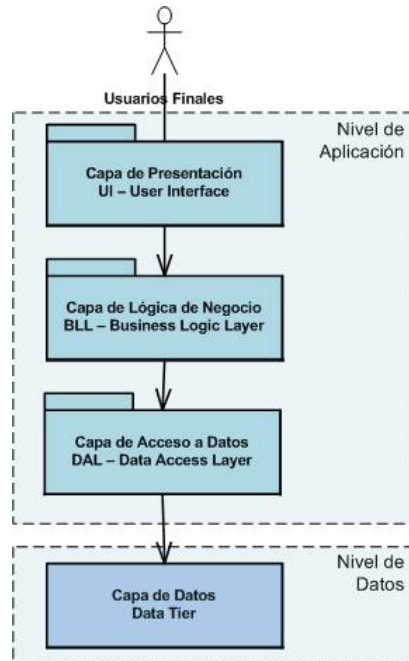 Usuarios Finales
Nivel de
Aplicación
Capa de Presentación
UI – User Interface
Capa de Lógica de Negocio
BLL – Business Logic Layer
Capa de Acceso a Datos
DAL – Data Access Layer
Nivel de
Datos
Capa de Datos
Data Tier